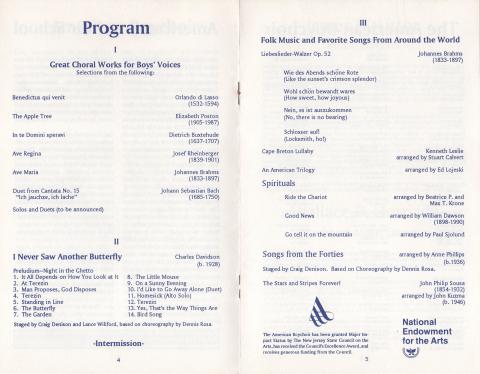 Program
I
Great Choral Works for Boys' Voices
Selections from the following:
Benedictus qui venit Orlando di Lasso
(1532-1594)
The Apple Tree Elizabeth Poston
(1905-1987)
In te Domini speravi Dietrich Buxtehude
(1637-1707)
Ave Regina Josef Rheinberger
(1839-1901)
Ave Maria Johannes Brahms
(1833-1897)
Duet from Cantata No. 15 Johann Sebastian Bach
"Ich jauchze, ich lache" (1685-1750)
Solos and Duets (to be announced)
II
I Never Saw Another Butterfly Charles Davidson
(b. 1928)
Preludium–Night in the Ghetto
1. It All Depends on How You Look at It
2. At Terezin
3. Man Proposes, God Disposes
4. Terezin
5. Standing in Line
6. The Butterfly
7. The Garden
8. The Little Mouse
9. On a Sunny Evening
10. I'd Like to Go Away Alone (Duet)
11. Homesick (Alto Solo)
12. Terezin
13. Yes, That's the Way Things Are
14. Bird Song
Staged by Craig Denison and Lance Wilford, based on choreography by Dennis Rosa.
-Intermission-
4
III
Folk Music and Favorite Songs From Around the World
Liebeslieder-Walzer Op. 52 Johannes Brahms
(1833-1897)
Wie des Abends schöne Rote
(Like the sunset's crimson splendor)
Wohl schön bewandt wares
(How sweet, how joyous)
Nein, es ist auszukommen
(No, there is no bearing)
Schlosser auf!
(Locksmith, ho!)
Cape Breton Lullaby Kenneth Leslie
arranged by Stuart Calvert
An American Trilogy arranged by Ed Lojeski
Spirituals
Ride the Chariot arranged by Beatrice P. and
Max T. Krone
Good News arranged by William Dawson
(1898-1990)
Go tell it on the mountain arranged by Paul Sjolund
Songs from the Forties arranged by Anne Phillips
(b.1936)
Staged by Craig Denison. Based on Choreography by Dennis Rosa.
The Stars and Stripes Forever! John Philip Sousa
(1854-1932)
arranged by John Kuzma
(b. 1946)
The American Boychoir has been granted Major Im-
pact Status by The New Jersey State Council on the
Arts, has received the Council's Excellence Award, and
receives generous funding from the Council.
National
Endowment
for the Arts
5